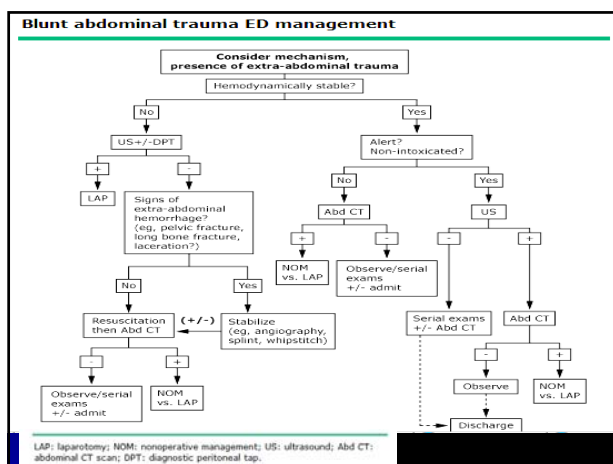 Blunt abdominal trauma ED management
Consider mechanism,
presence of extra-abdominal trauma
Hemodynamically stable?
No
Yes
US+/-DPT
Alert?
Non-intoxicated?
+
-
No
Yes
LAP
Signs of
extra-abdominal
hemorrhage?
(eg, pelvic fracture,
long bone fracture,
laceration?)
Abd CT
US
+
-
-
+
NOM
vs. LAP
Observe/serial
exams
+/- admit
No
Yes
Resuscitation
then Abd CT
(+/-)
Stabilize
(eg, angiography,
splint, whipstitch)
Serial exams
+/- Abd CT
Abd CT
-
+
-
+
Observe/serial
exams
+/- admit
NOM
vs. LAP
Observe
NOM
vs. LAP
Discharge
LAP: laparotomy; NOM: nonoperative management; US: ultrasound; Abd CT:
abdominal CT scan; DPT: diagnostic peritoneal tap.